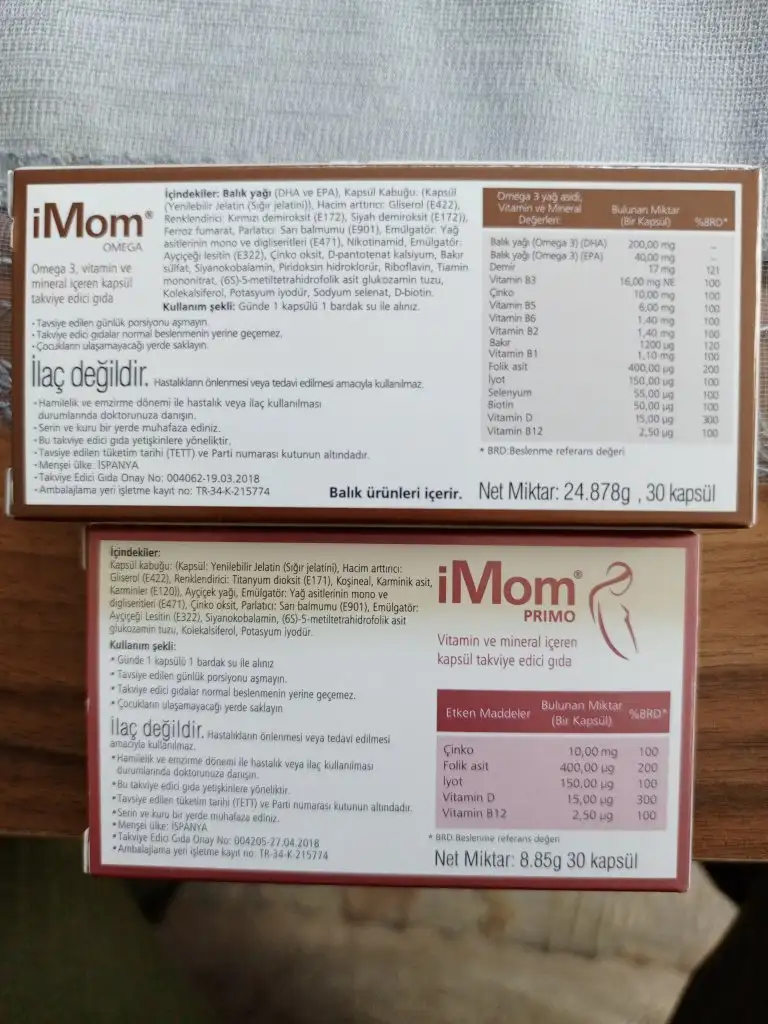 iMom®
OMEGA
Omega 3, vitamin ve
mineral içeren kapsül
takviye edici gıda
İçindekiler: Balık yağı (DHA ve EPA), Kapsül Kabuğu: (Kapsül
(Yenilebilir Jelatin (Sığır jelatini)), Hacim arttırıcı: Gliserol (E422),
Renklendirici: Kırmızı demiroksit (E172), Siyah demiroksit (E172)),
Ferroz fumarat, Parlatıcı: Sarı balmumu (E901), Emülgatör: Yağ
asitlerinin mono ve digliseritleri (E471), Nikotinamid, Emülgatör:
Ayçiçeği lesitin (E322), Çinko oksit, D-pantotenat kalsiyum, Bakır
sülfat, Siyanokobalamin, Piridoksin hidroklorür, Riboflavin, Tiamin
mononitrat, (6S)-5-metiltetrahidrofolik asit glukozamin tuzu,
Kolekalsiferol, Potasyum iyodür, Sodyum selenat, D-biotin.
Kullanım şekli: Günde 1 kapsülü 1 bardak su ile alınız.
- Tavsiye edilen günlük porsiyonu aşmayın.
- Takviye edici gıdalar normal beslenmenin yerine geçemez.
- Çocukların ulaşamayacağı yerde saklayın.
İlaç değildir. Hastalıkların önlenmesi veya tedavi edilmesi amacıyla kullanılmaz.
- Hamilelik ve emzirme dönemi ile hastalık veya ilaç kullanılması
durumlarında doktorunuza danışın.
- Serin ve kuru bir yerde muhafaza ediniz.
- Bu takviye edici gıda yetişkinlere yöneliktir.
- Tavsiye edilen tüketim tarihi (TETT) ve Parti numarası kutunun altındadır.
- Menşei ülke: İSPANYA
- Takviye Edici Gıda Onay No: 004062-19.03.2018
- Ambalajlama yeri işletme kayıt no: TR-34-K-215774
Balık ürünleri içerir.
Omega 3 yağ asidi, Vitamin ve Mineral Değerleri: Bulunan Miktar (Bir Kapsül) %BRD*
Balık yağı (Omega 3) (DHA) 200,00 mg -
Balık yağı (Omega 3) (EPA) 40,00 mg -
Demir 17 mg 121
Vitamin B3 16,00 mg NE 100
Çinko 10,00 mg 100
Vitamin B5 6,00 mg 100
Vitamin B6 1,40 mg 100
Vitamin B2 1,40 mg 100
Bakır 1200 µg 120
Vitamin B1 1,10 mg 100
Folik asit 400,00 µg 200
İyot 150,00 µg 100
Selenyum 55,00 µg 100
Biotin 50,00 µg 100
Vitamin D 15,00 µg 300
Vitamin B12 2,50 µg 100
* BRD:Beslenme referans değeri
Net Miktar: 24.878g , 30 kapsül
İçindekiler:
Kapsül kabuğu: (Kapsül: Yenilebilir Jelatin (Sığır jelatini), Hacim arttırıcı:
Gliserol (E422), Renklendirici: Titanyum dioksit (E171), Koşineal, Karminik asit,
Karminler (E120)), Ayçiçek yağı, Emülgatör: Yağ asitlerinin mono ve
digliseritleri (E471), Çinko oksit, Parlatıcı: Sarı balmumu (E901), Emülgatör:
Ayçiçeği Lesitin (E322), Siyanokobalamin, (6S)-5-metiltetrahidrofolik asit
glukozamin tuzu, Kolekalsiferol, Potasyum iyodür.
Kullanım şekli:
* Günde 1 kapsülü 1 bardak su ile alınız
* Tavsiye edilen günlük porsiyonu aşmayın.
* Takviye edici gıdalar normal beslenmenin yerine geçemez.
* Çocukların ulaşamayacağı yerde saklayın
İlaç değildir. Hastalıkların önlenmesi veya tedavi edilmesi
amacıyla kullanılmaz.
* Hamilelik ve emzirme dönemi ile hastalık veya ilaç kullanılması
durumlarında doktorunuza danışın.
* Bu takviye edici gıda yetişkinlere yöneliktir.
* Tavsiye edilen tüketim tarihi (TETT) ve Parti numarası kutunun altındadır.
* Serin ve kuru bir yerde muhafaza ediniz.
* Menşei ülke: İSPANYA
* Takviye Edici Gıda Onay No: 004205-27.04.2018
* Ambalajlama yeri kayıt no: TR-34-K 215774
iMom®
PRIMO
Vitamin ve mineral içeren
kapsül takviye edici gıda
Etken Maddeler Bulunan Miktar (Bir Kapsül) %BRD*
Çinko 10,00 mg 100
Folik asit 400,00 µg 200
İyot 150,00 µg 100
Vitamin D 15,00 µg 300
Vitamin B12 2,50 µg 100
* BRD:Beslenme referans değeri
Net Miktar: 8.85g 30 kapsül